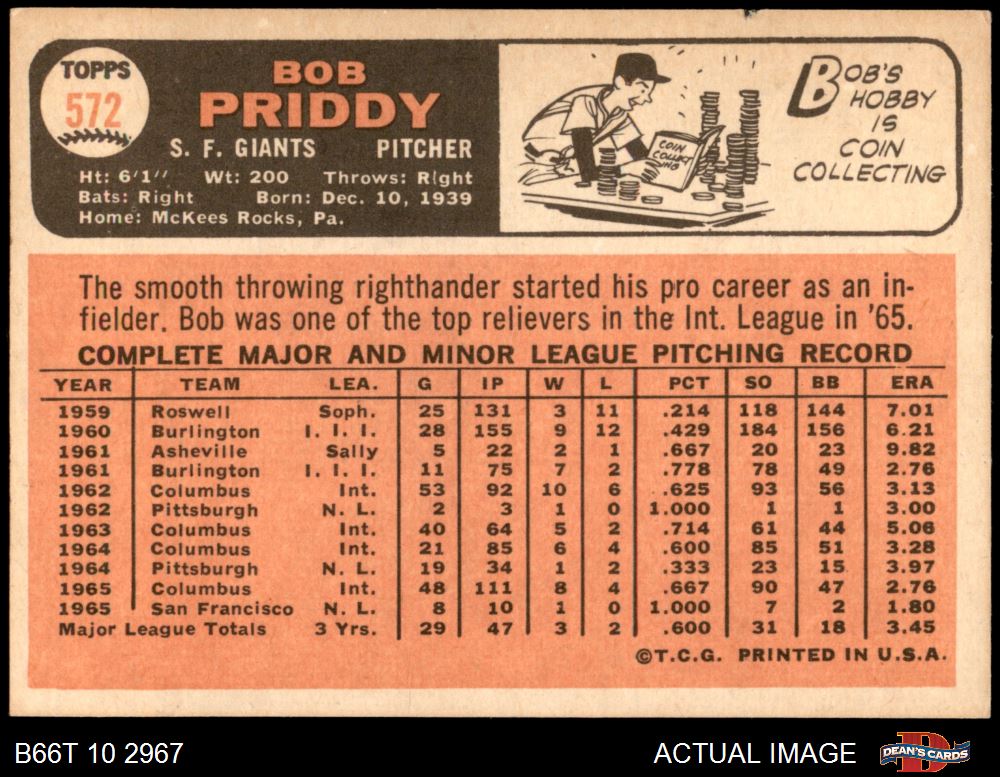 TOPPS
572
BOB
PRIDDY
S. F. GIANTS PITCHER
Ht: 6'1" Wt: 200 Throws: Right
Bats: Right Born: Dec. 10, 1939
Home: McKees Rocks, Pa.
COIN
COLLECT
ING
BOB'S
HOBBY
IS
COIN
COLLECTING
The smooth throwing righthander started his pro career as an in-
fielder. Bob was one of the top relievers in the Int. League in '65.
COMPLETE MAJOR AND MINOR LEAGUE PITCHING RECORD
YEAR TEAM LEA. G IP W L PCT SO BB ERA
1959 Roswell Soph. 25 131 3 11 .214 118 144 7.01
1960 Burlington I. I. I. 28 155 9 12 .429 184 156 6.21
1961 Asheville Sally 5 22 2 1 .667 20 23 9.82
1961 Burlington I. I. I. 11 75 7 2 .778 78 49 2.76
1962 Columbus Int. 53 92 10 6 .625 93 56 3.13
1962 Pittsburgh N. L. 2 3 1 0 1.000 1 1 3.00
1963 Columbus Int. 40 64 5 2 .714 61 44 5.06
1964 Columbus Int. 21 85 6 4 .600 85 51 3.28
1964 Pittsburgh N. L. 19 34 1 2 .333 23 15 3.97
1965 Columbus Int. 48 111 8 4 .667 90 47 2.76
1965 San Francisco N. L. 8 10 1 0 1.000 7 2 1.80
Major League Totals 3 Yrs. 29 47 3 2 .600 31 18 3.45
©T.C.G. PRINTED IN U.S.A.
B66T 10 2967 ACTUAL IMAGE DEAN'S CARDS